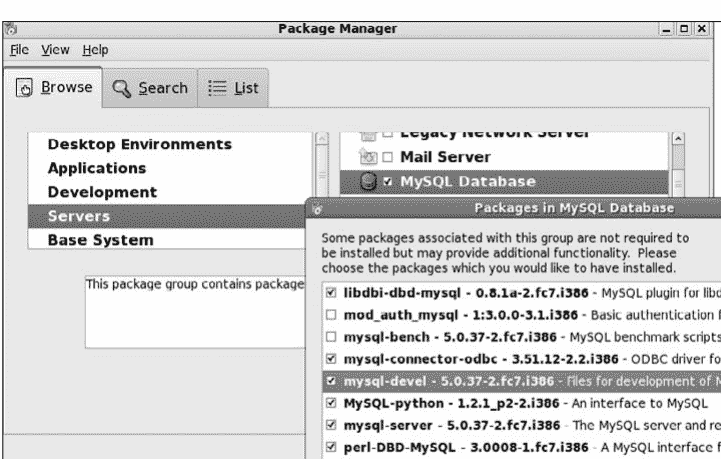 Package Manager
File View Help
Browse Search List
Desktop Environments
Applications
Development
Servers
Base System
Legacy Network Server
Mail Server
MySQL Database
This package group contains package
Packages in MySQL Database
Some packages associated with this group are not required to
be installed but may provide additional functionality. Please
choose the packages which you would like to have installed.
libdbi-dbd-mysql - 0.8.1a-2.fc7.i386 - MySQL plugin for libd
mod_auth_mysql - 1:3.0.0-3.1.i386 - Basic authentication f
mysql-bench - 5.0.37-2.fc7.i386 - MySQL benchmark scripts
mysql-connector-odbc - 3.51.12-2.2.i386 - ODBC driver fo
mysql-devel - 5.0.37-2.fc7.i386 - Files for development of M
MySQL-python - 1.2.1_p2-2.i386 - An interface to MySQL
mysql-server - 5.0.37-2.fc7.i386 - The MySQL server and re
perl-DBD-MySQL - 3.0008-1.fc7.i386 - A MySQL interface f